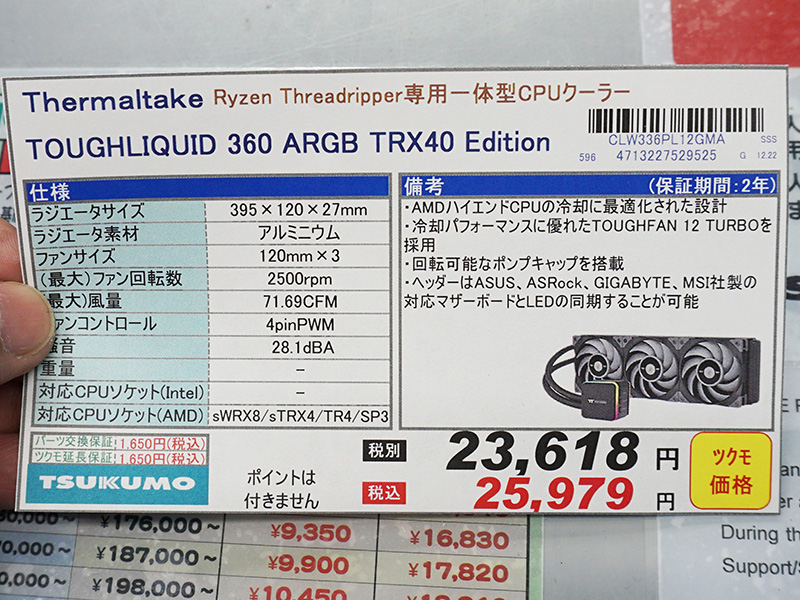 Thermaltake Ryzen Threadripper専用一体型CPUクーラー
TOUGHLIQUID 360 ARGB TRX40 Edition
CLW336PL12GMA
SSS
596 4713227529525 G 12.22
仕様
ラジエータサイズ 395×120×27mm
ラジエータ素材 アルミニウム
ファンサイズ 120mm×3
(最大)ファン回転数 2500rpm
最大)風量 71.69CFM
ァンコントロール 4pinPWM
騒音 28.1dBA
重量 −
対応CPUソケット(Intel) −
対応CPUソケット(AMD) sWRX8/sTRX4/TR4/SP3
備考 (保証期間:2年)
・AMDハイエンドCPUの冷却に最適化された設計
・冷却パフォーマンスに優れたTOUGHFAN 12 TURBOを
採用
・回転可能なポンプキャップを搭載
・ヘッダーはASUS、ASRock、GIGABYTE、MSI社製の
対応マザーボードとLEDの同期することが可能
パーツ交換保証 1,650円(税込)
ツクモ延長保証 1,650円(税込)
TSUKUMO
ポイントは
付きません
税別 23,618 円
税込 25,979 円
ツクモ
価格
¥176,000~ ¥9,350 ¥16,830
¥187,000~ ¥9,900 ¥17,820
¥198,000~ ¥10,450
During th
Support/S